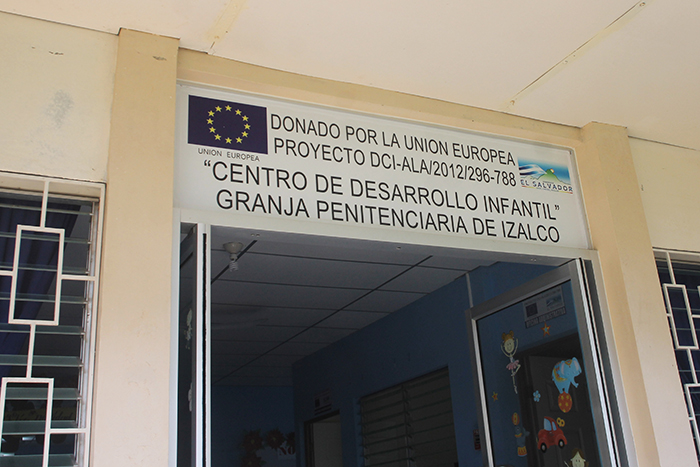 DONADO POR LA UNION EUROPEA
UNION EUROPEA
PROYECTO DCI-ALA/2012/296-788
EL SALVADOR
“CENTRO DE DESARROLLO INFANTIL”
GRANJA PENITENCIARIA DE IZALCO